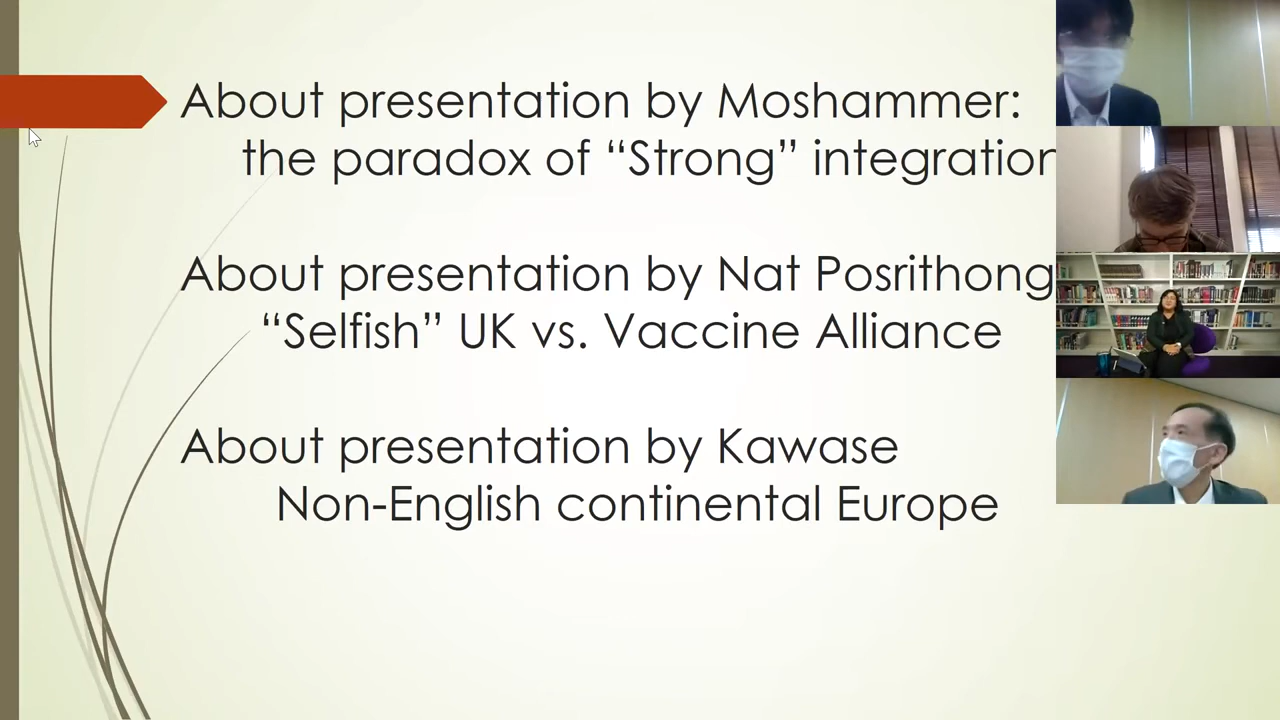 About presentation by Moshammer:
the paradox of “Strong” integration
About presentation by Nat Posrithong
“Selfish” UK vs. Vaccine Alliance
About presentation by Kawase
Non-English continental Europe